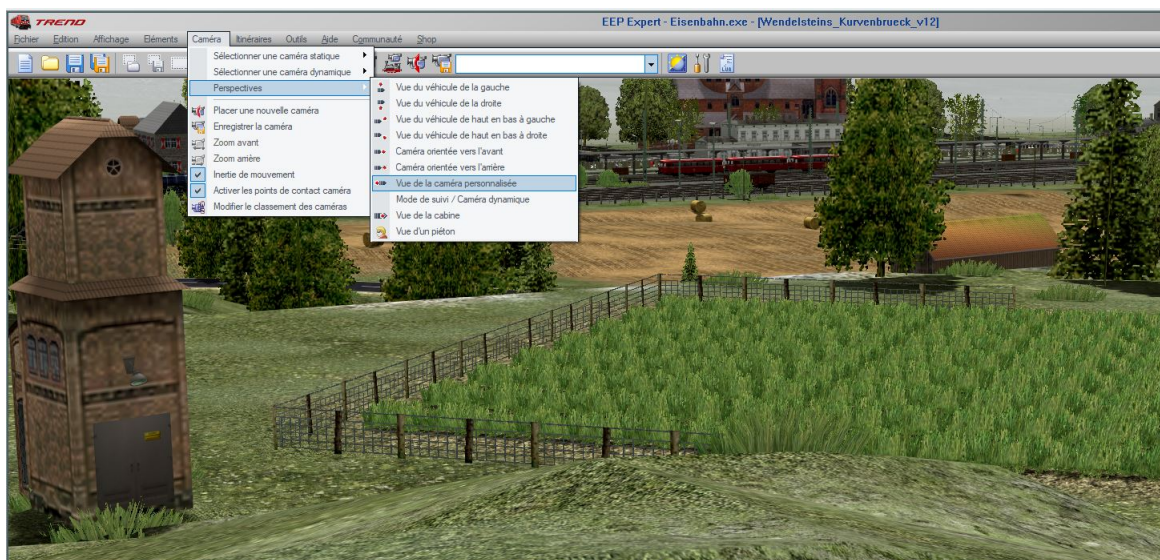 TREND
EEP Expert - Eisenbahn.exe - [Wendelsteins_Kurvenbrueck_v12]
Fichier Edition Affichage Eléments Caméra Itinéraires Outils Aide Communauté Shop
Sélectionner une caméra statique
Sélectionner une caméra dynamique
Perspectives
Placer une nouvelle caméra
Enregistrer la caméra
Zoom avant
Zoom arrière
Inertie de mouvement
Activer les points de contact caméra
Modifier le classement des caméras
Vue du véhicule de la gauche
Vue du véhicule de la droite
Vue du véhicule de haut en bas à gauche
Vue du véhicule de haut en bas à droite
Caméra orientée vers l'avant
Caméra orientée vers l'arrière
Vue de la caméra personnalisée
Mode de suivi / Caméra dynamique
Vue de la cabine
Vue d'un piéton